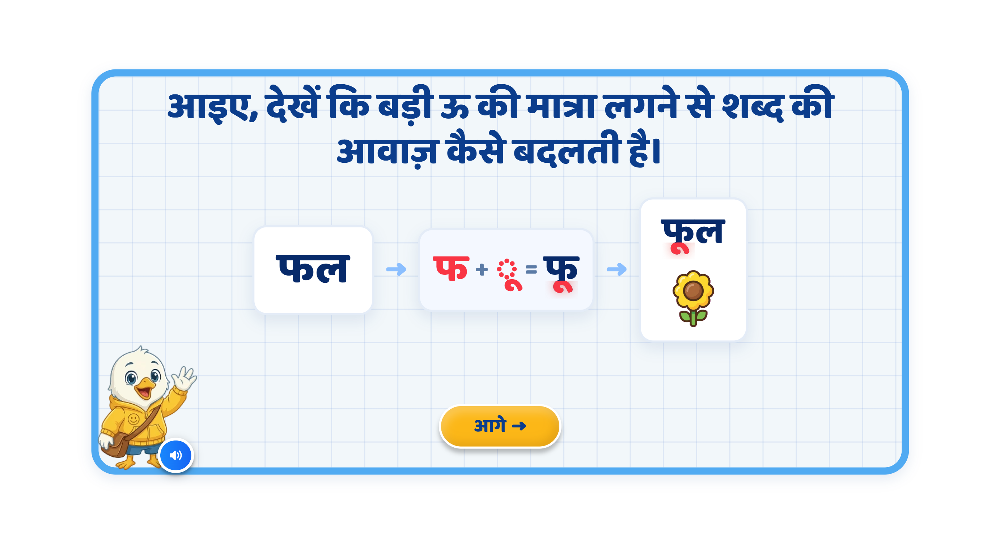 आइए, देखें कि बड़ी ऊ की मात्रा लगने से शब्द की
आवाज़ कैसे बदलती है।
फल → फ + ू = फू → फूल
आगे →